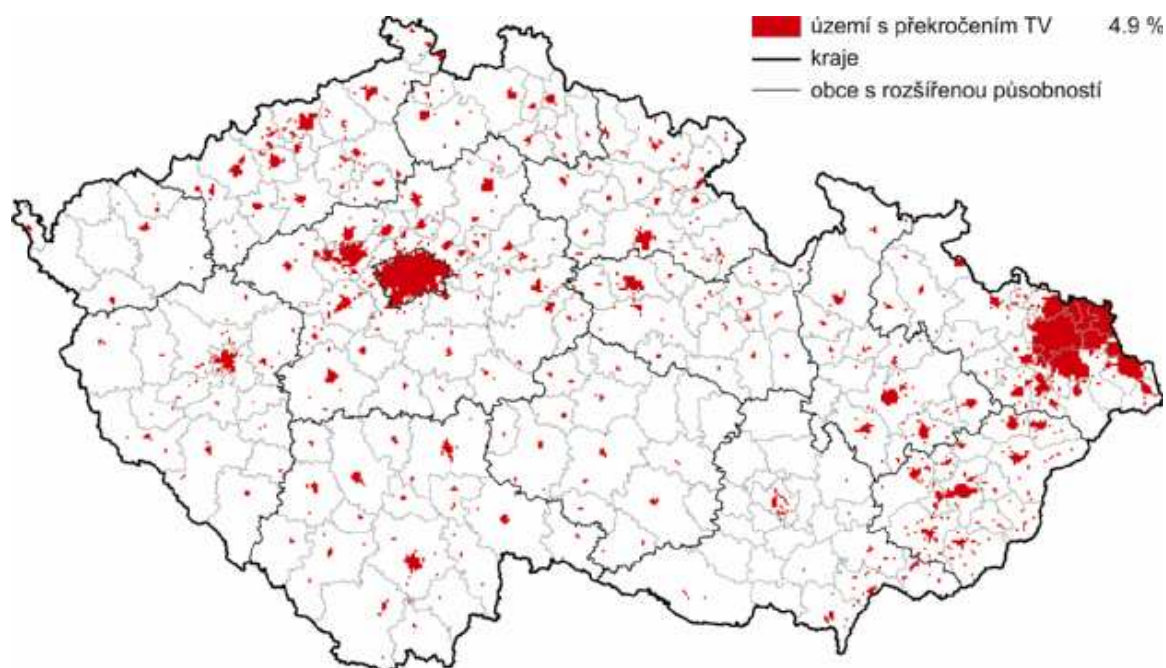 území s překročením TV 4.9 %
kraje
obce s rozšířenou působností